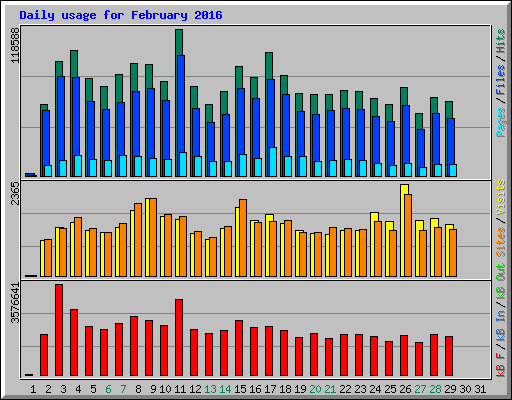 Daily usage for February 2016
118588
Pages / Files / Hits
2365
Sites / Visits
3576641
kB F / kB In / kB Out
1 2 3 4 5 6 7 8 9 10 11 12 13 14 15 16 17 18 19 20 21 22 23 24 25 26 27 28 29 30 31